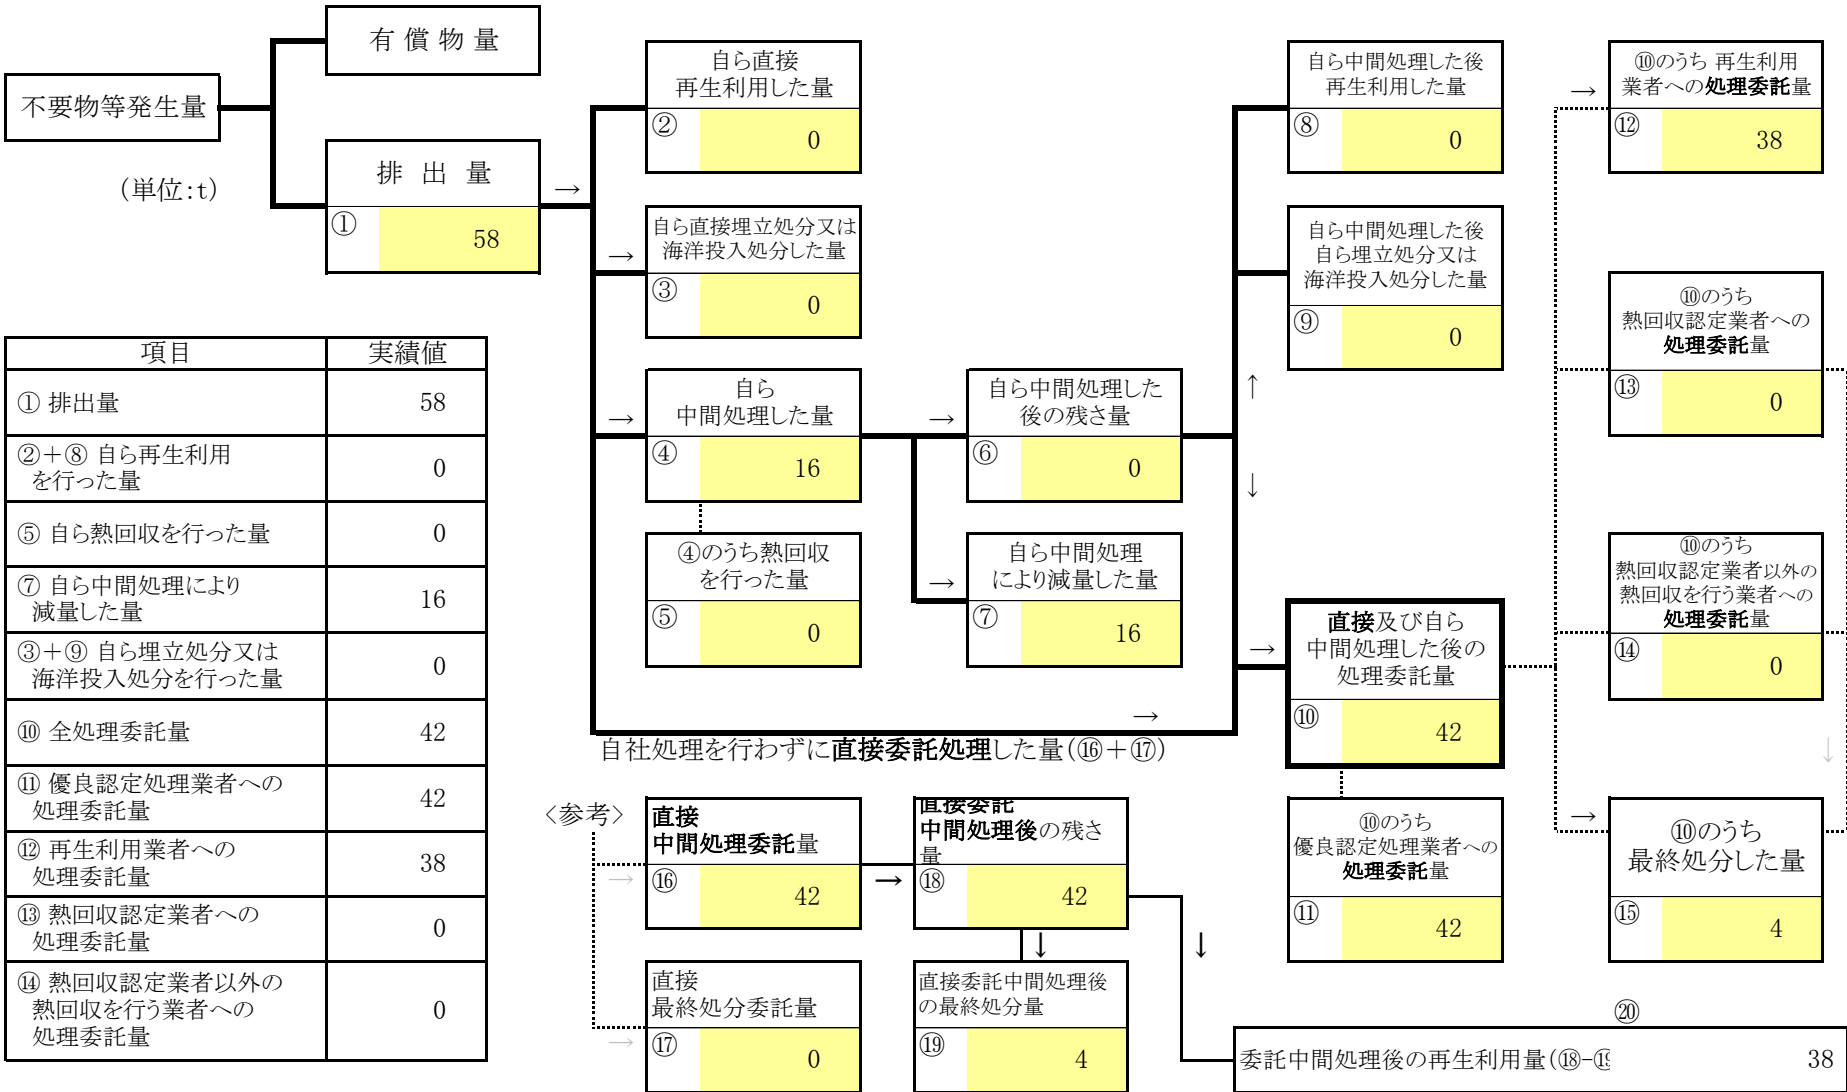 有 償 物 量
不要物等発生量
(単位:t)
排 出 量
→
①
58
項目
実績値
① 排出量
58
②+⑧ 自ら再生利用
を行った量
0
⑤ 自ら熱回収を行った量
0
⑦ 自ら中間処理により
減量した量
16
③+⑨ 自ら埋立処分又は
海洋投入処分を行った量
0
⑩ 全処理委託量
42
⑪ 優良認定処理業者への
処理委託量
42
⑫ 再生利用業者への
処理委託量
38
⑬ 熱回収認定業者への
処理委託量
0
⑭ 熱回収認定業者以外の
熱回収を行う業者への
処理委託量
0
自ら直接
再生利用した量
②
0
→
自ら直接埋立処分又は
海洋投入処分した量
③
0
→
自ら
中間処理した量
④
16
④のうち熱回収
を行った量
⑤
0
→
自ら中間処理した
後の残さ量
⑥
0
→
自ら中間処理
により減量した量
⑦
16
→
自社処理を行わずに直接委託処理した量(⑯+⑰)
自ら中間処理した後
再生利用した量
⑧
0
自ら中間処理した後
自ら埋立処分又は
海洋投入処分した量
⑨
0
↑
↓
→
直接及び自ら
中間処理した後の
処理委託量
⑩
42
⑩のうち
優良認定処理業者への
処理委託量
⑪
42
→
⑩のうち 再生利用
業者への処理委託量
⑫
38
⑩のうち
熱回収認定業者への
処理委託量
⑬
0
⑩のうち
熱回収認定業者以外の
熱回収を行う業者への
処理委託量
⑭
0
↓
→
⑩のうち
最終処分した量
⑮
4
〈参考〉
→
直接
中間処理委託量
⑯
42
→
直接委託
中間処理後の残さ
量
⑱
42
↓
↓
→
直接
最終処分委託量
⑰
0
直接委託中間処理後
の最終処分量
⑲
4
⑳
委託中間処理後の再生利用量(⑱-⑲
38